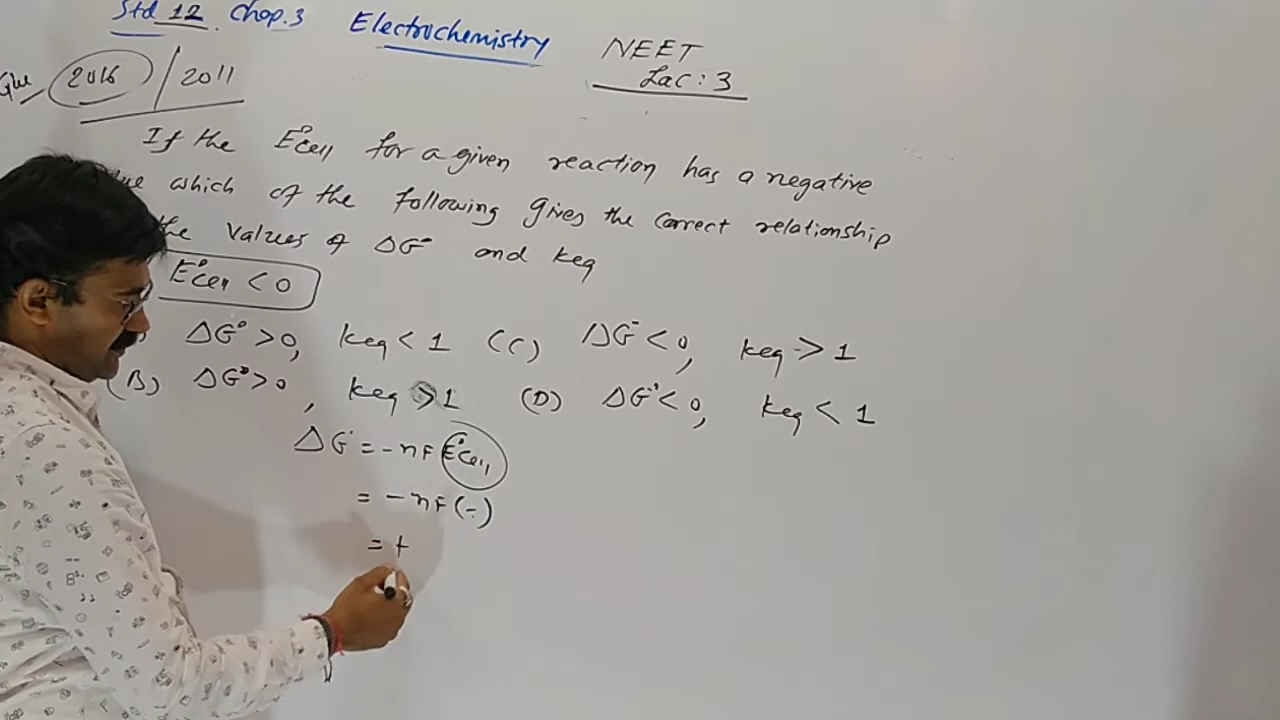 Std 12 Chap. 3 Electrochemistry NEET
Lac : 3
Que 2016 / 2011
If the E°cell for a given reaction has a negative
which of the following gives the correct relationship
the values of ΔG° and keq
E°cell < 0
ΔG° > 0, keq < 1 (C) ΔG° < 0, keq > 1
(B) ΔG° > 0, keq > 1 (D) ΔG° < 0, keq < 1
ΔG° = -nF E°cell
= -nF (-)
= +